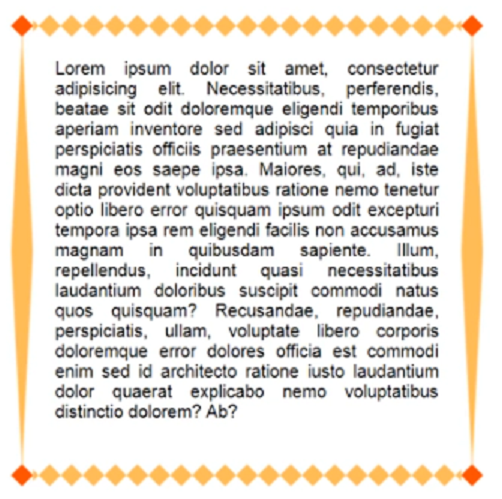 Lorem ipsum dolor sit amet, consectetur
adipisicing elit. Necessitatibus, perferendis,
beatae sit odit doloremque eligendi temporibus
aperiam inventore sed adipisci quia in fugiat
perspiciatis officiis praesentium at repudiandae
magni eos saepe ipsa. Maiores, qui, ad, iste
dicta provident voluptatibus ratione nemo tenetur
optio libero error quisquam ipsum odit excepturi
tempora ipsa rem eligendi facilis non accusamus
magnam in quibusdam sapiente. Illum,
repellendus, incidunt quasi necessitatibus
laudantium doloribus suscipit commodi natus
quos quisquam? Recusandae, repudiandae,
perspiciatis, ullam, voluptate libero corporis
doloremque error dolores officia est commodi
enim sed id architecto ratione iusto laudantium
dolor quaerat explicabo nemo voluptatibus
distinctio dolorem? Ab?